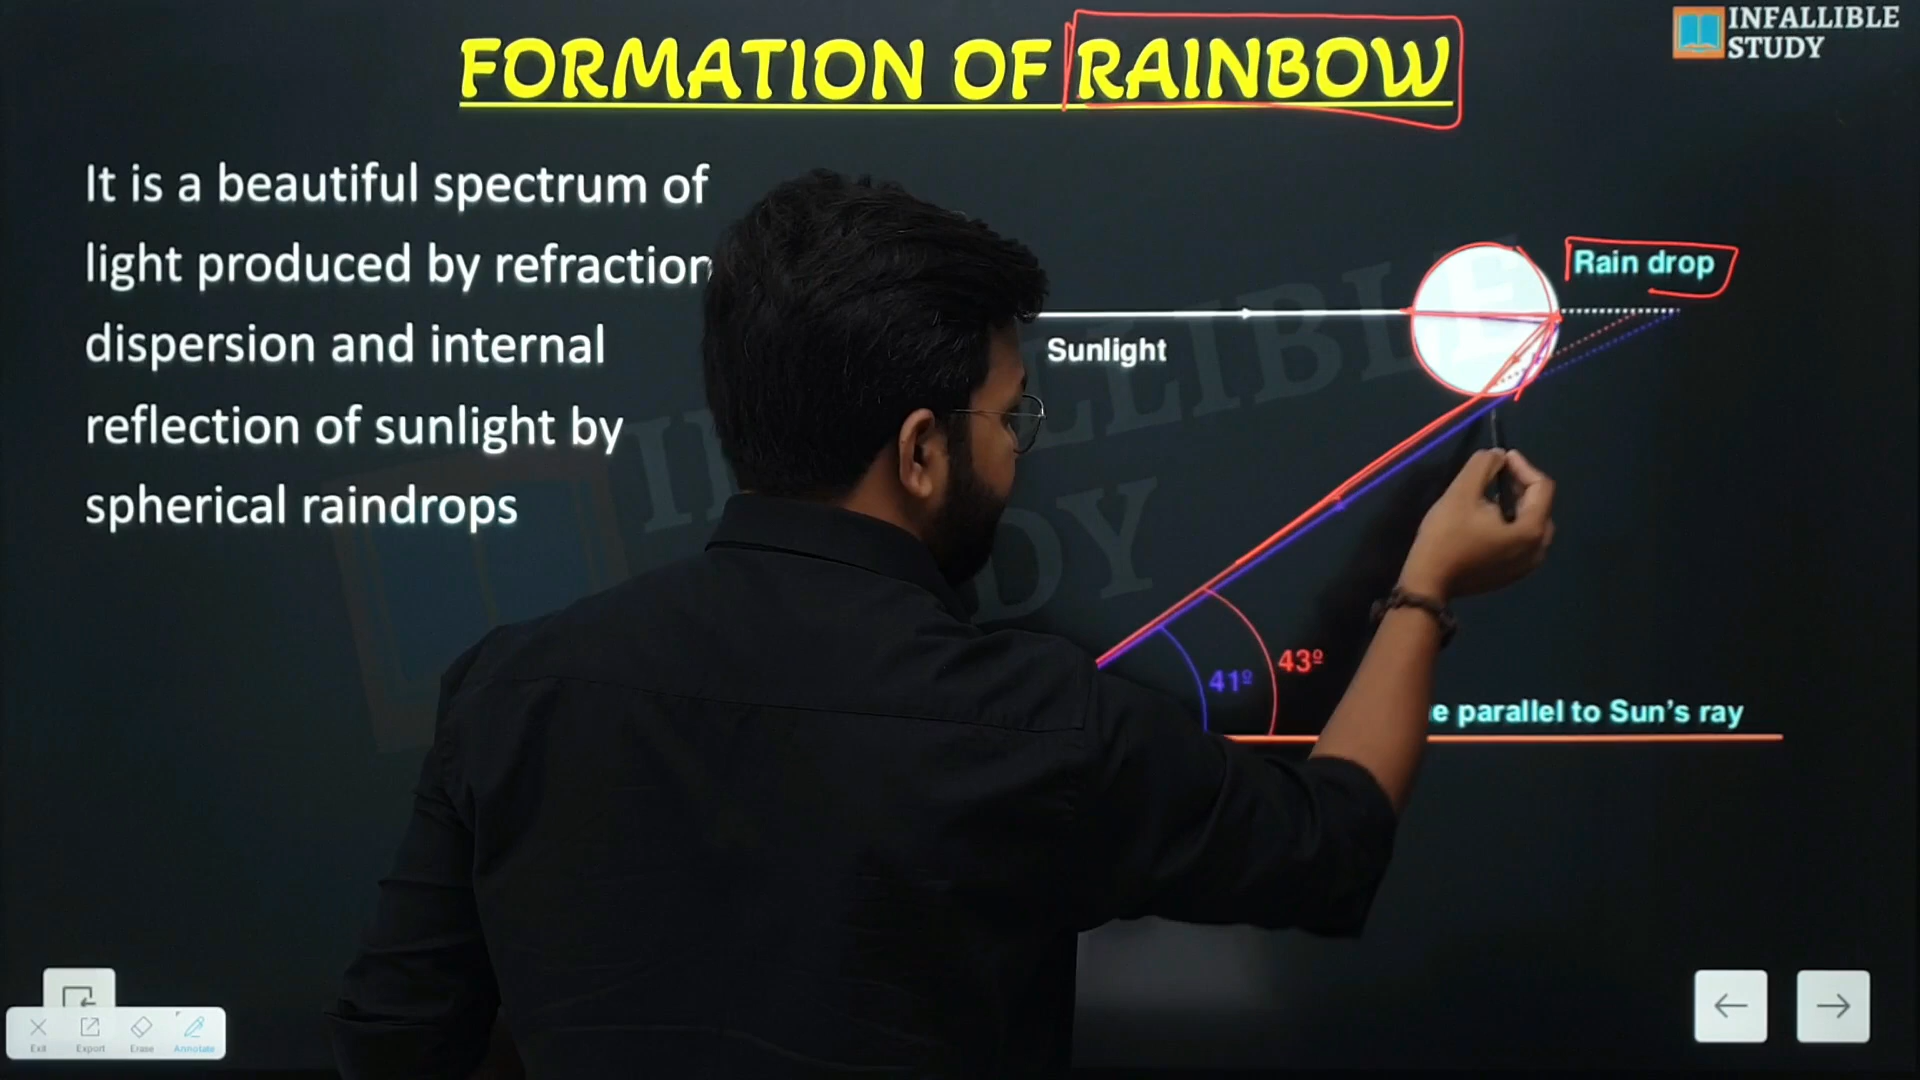 FORMATION OF RAINBOW
INFALLIBLE
STUDY
It is a beautiful spectrum of
light produced by refraction
dispersion and internal
reflection of sunlight by
spherical raindrops
Rain drop
Sunlight
43º
41º
parallel to Sun's ray
Exit
Export
Erase
Annotate